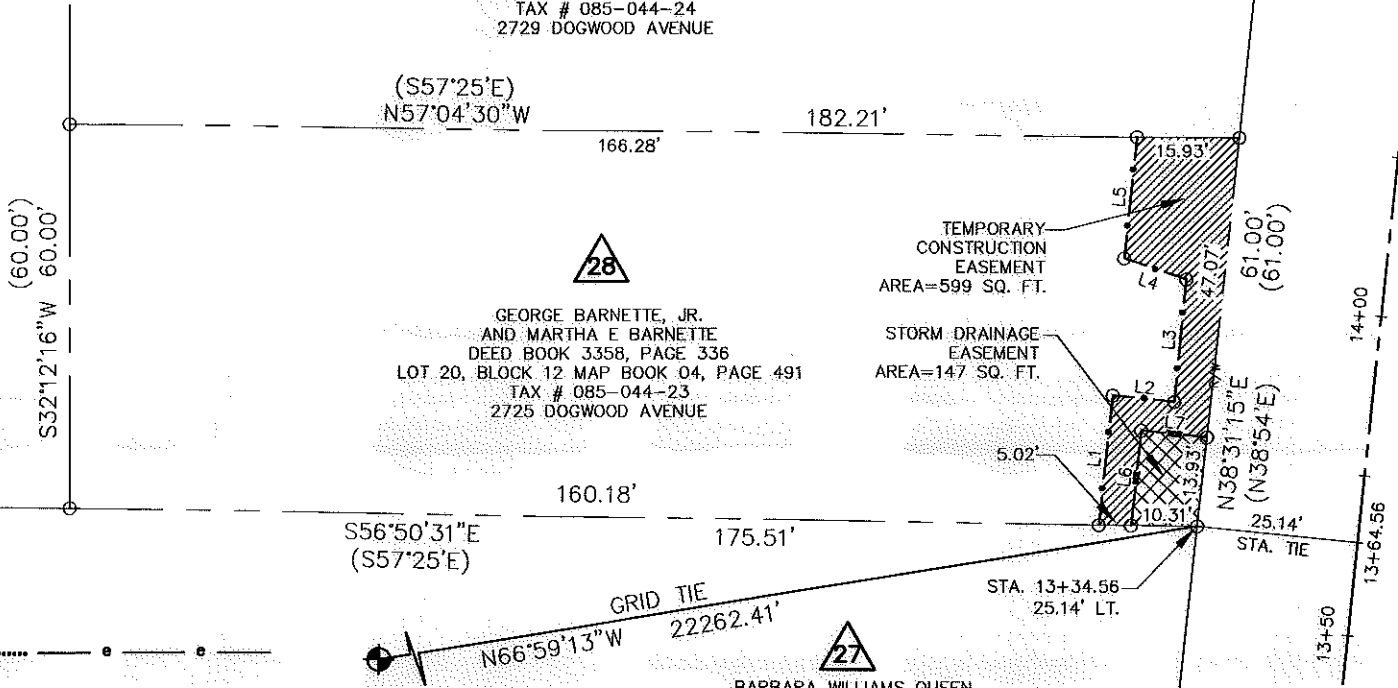 TAX # 085-044-24
2729 DOGWOOD AVENUE
(S57°25'E)
N57°04'30"W
182.21'
166.28'
15.93'
(60.00')
S32°12'16"W 60.00'
L5
TEMPORARY
CONSTRUCTION
EASEMENT
AREA=599 SQ. FT.
L4
47.07'
61.00'
(61.00')
28
GEORGE BARNETTE, JR.
AND MARTHA E BARNETTE
DEED BOOK 3358, PAGE 336
LOT 20, BLOCK 12 MAP BOOK 04, PAGE 491
TAX # 085-044-23
2725 DOGWOOD AVENUE
STORM DRAINAGE
EASEMENT
AREA=147 SQ. FT.
L3
14+00
L2
L7
L1
L6
5.02'
13.93'
10.31'
N38°31'15"E
(N38°54'E)
160.18'
S56°50'31"E
(S57°25'E)
175.51'
25.14'
STA. TIE
13+64.56
STA. 13+34.56
25.14' LT.
GRID TIE
N66°59'13"W 22262.41'
13+50
e e
27
BARBARA WILLIAMS QUEEN